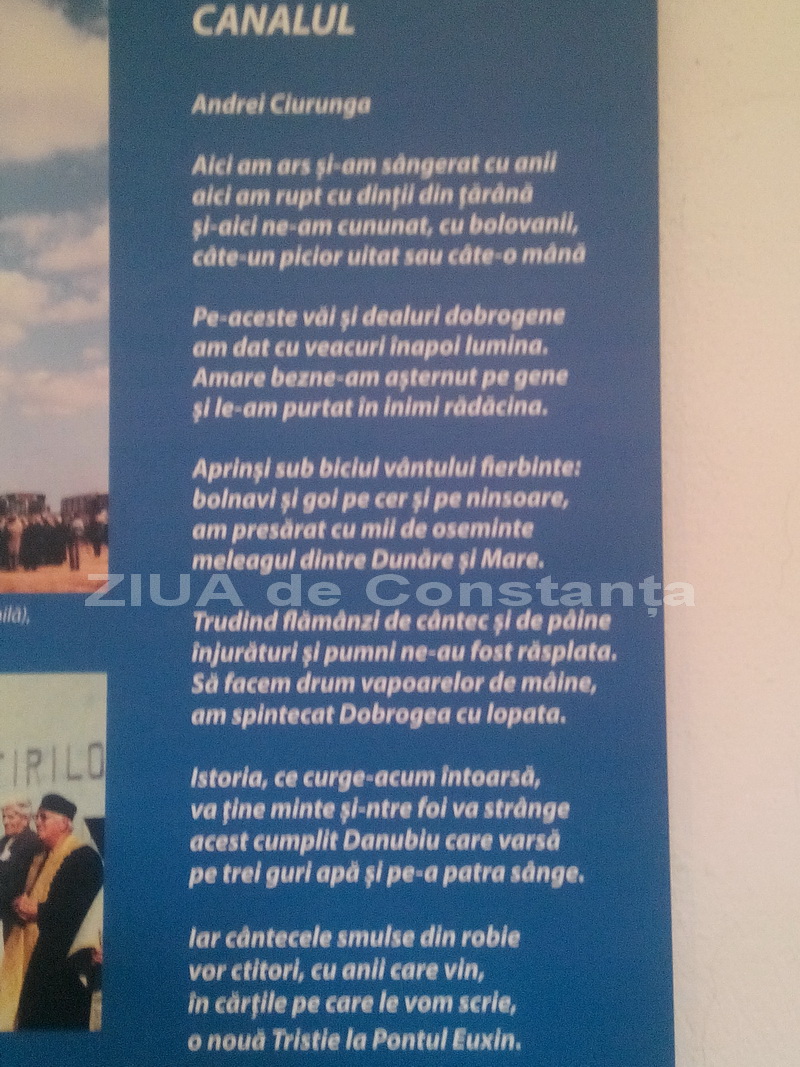 CANALUL
Andrei Ciurunga
Aici am ars și-am sângerat cu anii
aici am rupt cu dinții din țărână
și-aici ne-am cununat, cu bolovanii,
câte-un picior uitat sau câte-o mână
Pe-aceste văi și dealuri dobrogene
am dat cu veacuri înapoi lumina.
Amare bezne-am așternut pe gene
și le-am purtat în inimi rădăcina.
Aprinși sub biciul vântului fierbinte:
bolnavi și goi pe cer și pe ninsoare,
am presărat cu mii de oseminte
meleagul dintre Dunăre și Mare.
ZIUA de Constanța
Trudind flămânzi de cântec și de pâine
înjurături și pumni ne-au fost răsplata.
Să facem drum vapoarelor de mâine,
am spintecat Dobrogea cu lopata.
Istoria, ce curge-acum întoarsă,
va ține minte și-ntre foi va strânge
acest cumplit Danubiu care varsă
pe trei guri apă și pe-a patra sânge.
Iar cântecele smulse din robie
vor ctitori, cu anii care vin,
în cărțile pe care le vom scrie,
o nouă Tristie la Pontul Euxin.